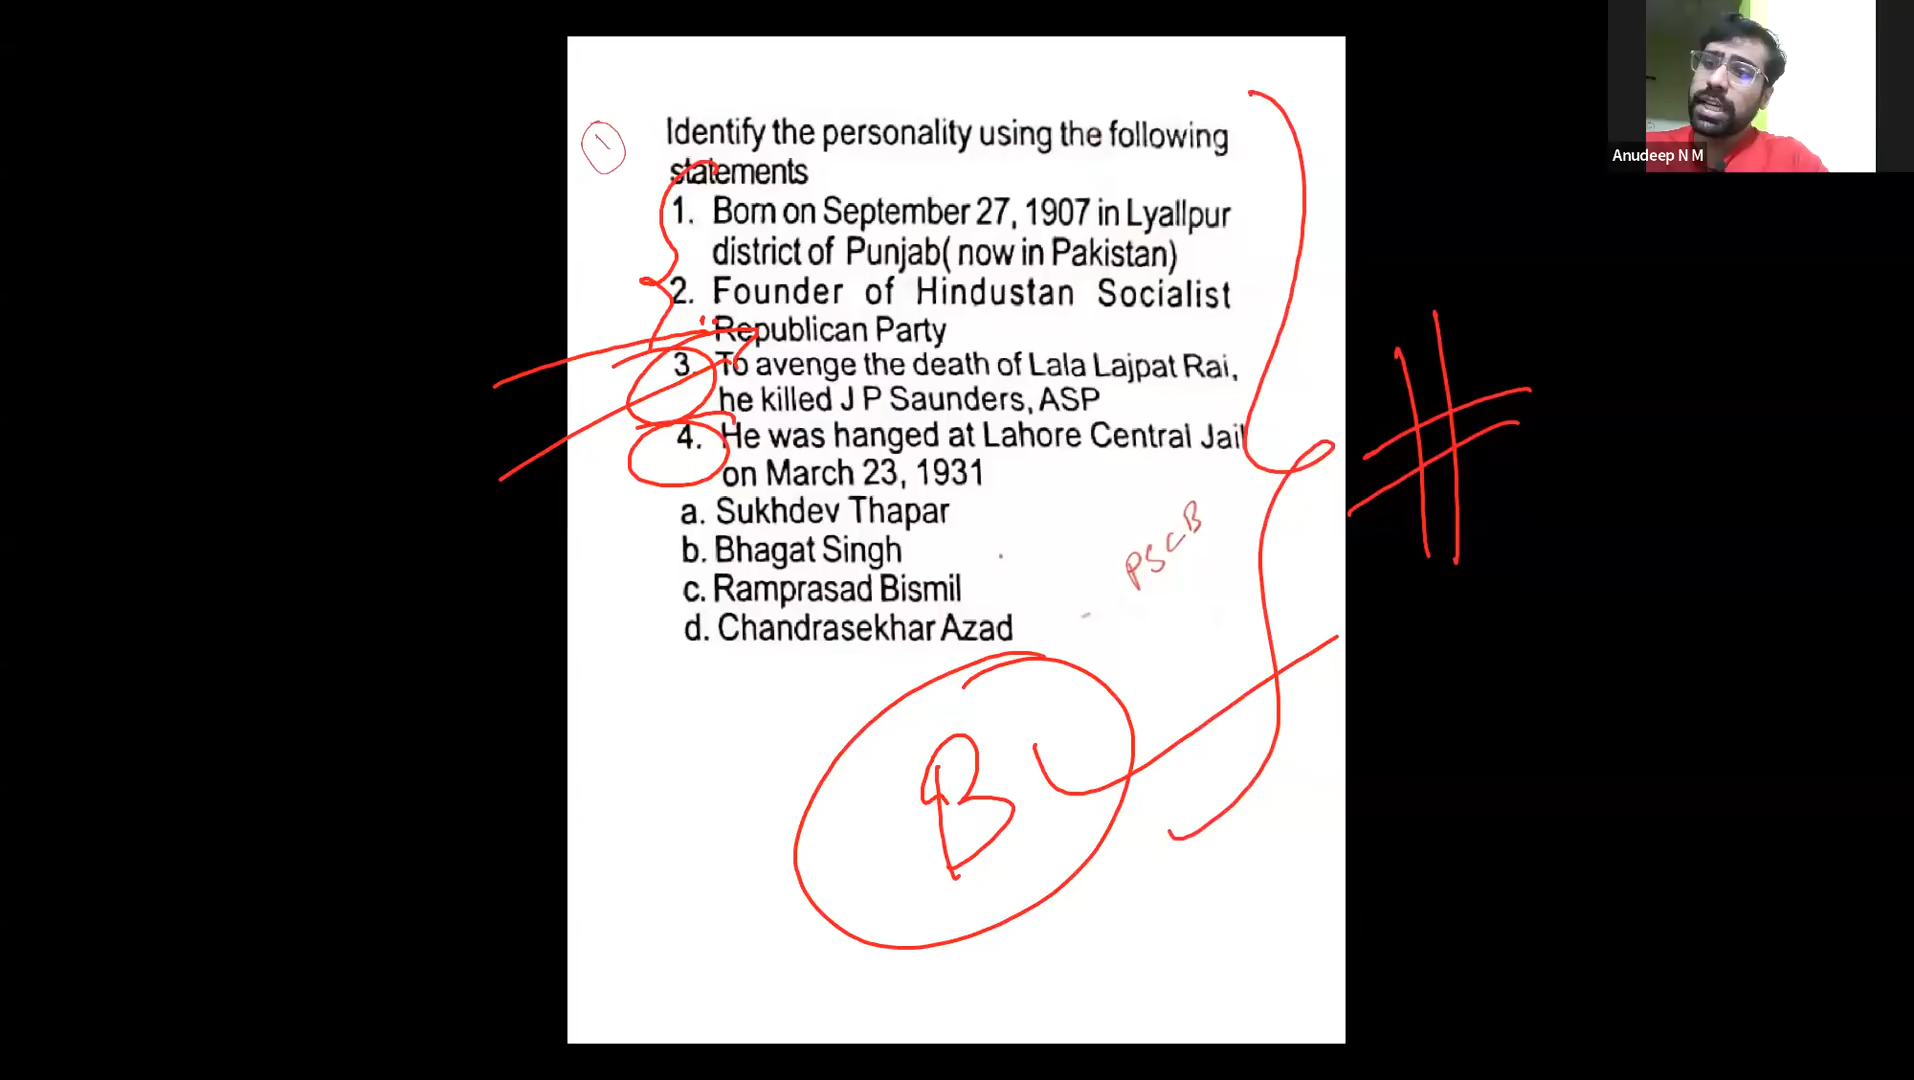 1
Identify the personality using the following
statements
1. Born on September 27, 1907 in Lyallpur
district of Punjab( now in Pakistan)
2. Founder of Hindustan Socialist
Republican Party
3. To avenge the death of Lala Lajpat Rai,
he killed J P Saunders, ASP
4. He was hanged at Lahore Central Jail
on March 23, 1931
a. Sukhdev Thapar
b. Bhagat Singh
c. Ramprasad Bismil
d. Chandrasekhar Azad
PSCB
B
#
Anudeep N M